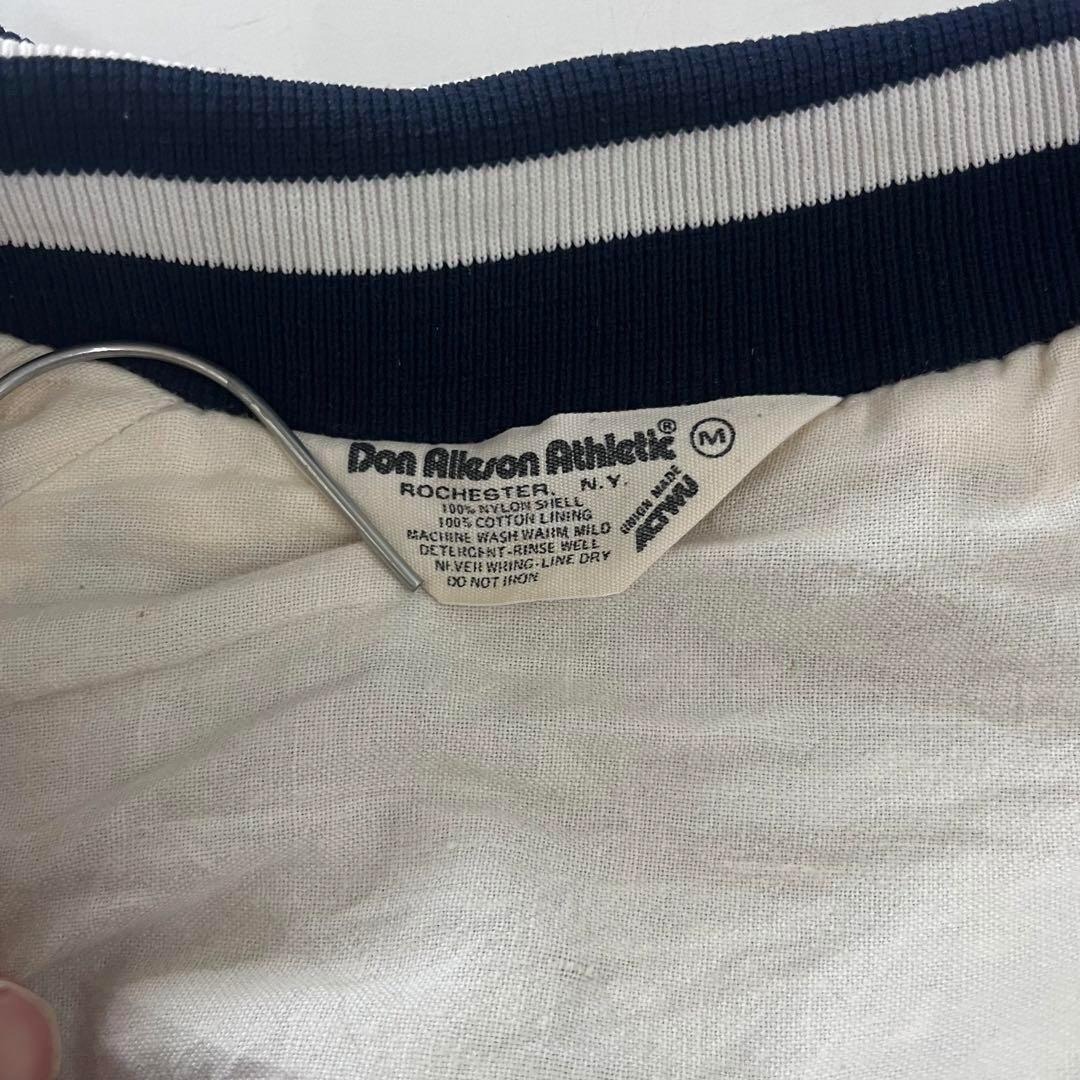 Don Alleson Athletic® M
ROCHESTER, N.Y.
100% NYLON SHELL
100% COTTON LINING
MACHINE WASH WARM, MILD
DETERGENT-RINSE WELL
NEVER WRING-LINE DRY
DO NOT IRON
UNION MADE
ACTWU